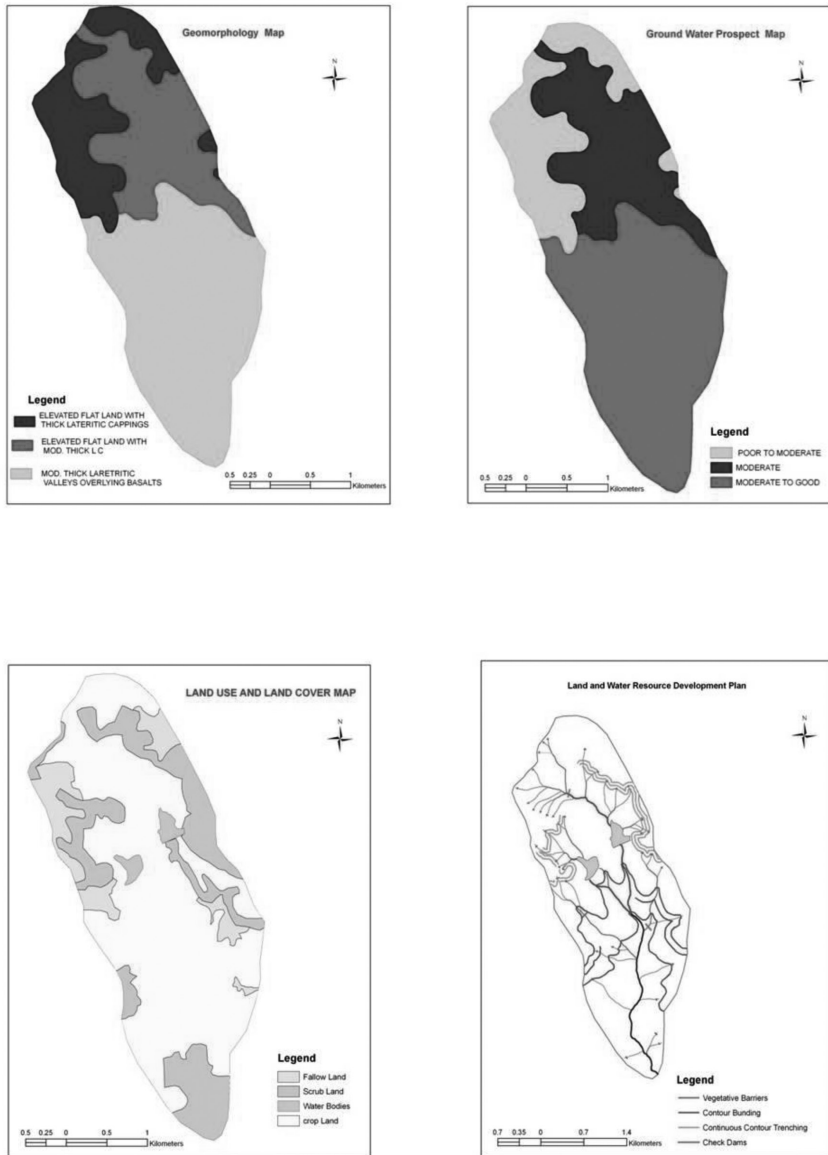 Geomorphology Map
N
Legend
ELEVATED FLAT LAND WITH
THICK LATERITIC CAPPINGS
ELEVATED FLAT LAND WITH
MOD. THICK L C
MOD. THICK LARETRITIC
VALLEYS OVERLYING BASALTS
0.5 0.25 0 0.5 1
Kilometers
Ground Water Prospect Map
N
Legend
POOR TO MODERATE
MODERATE
MODERATE TO GOOD
0.5 0.25 0 0.5 1
Kilometers
LAND USE AND LAND COVER MAP
N
Legend
Fallow Land
Scrub Land
Water Bodies
crop Land
0.5 0.25 0 0.5 1
Kilometers
Land and Water Resource Development Plan
N
Legend
Vegetative Barriers
Contour Bunding
Continuous Contour Trenching
Check Dams
0.7 0.35 0 0.7 1.4
Kilometers